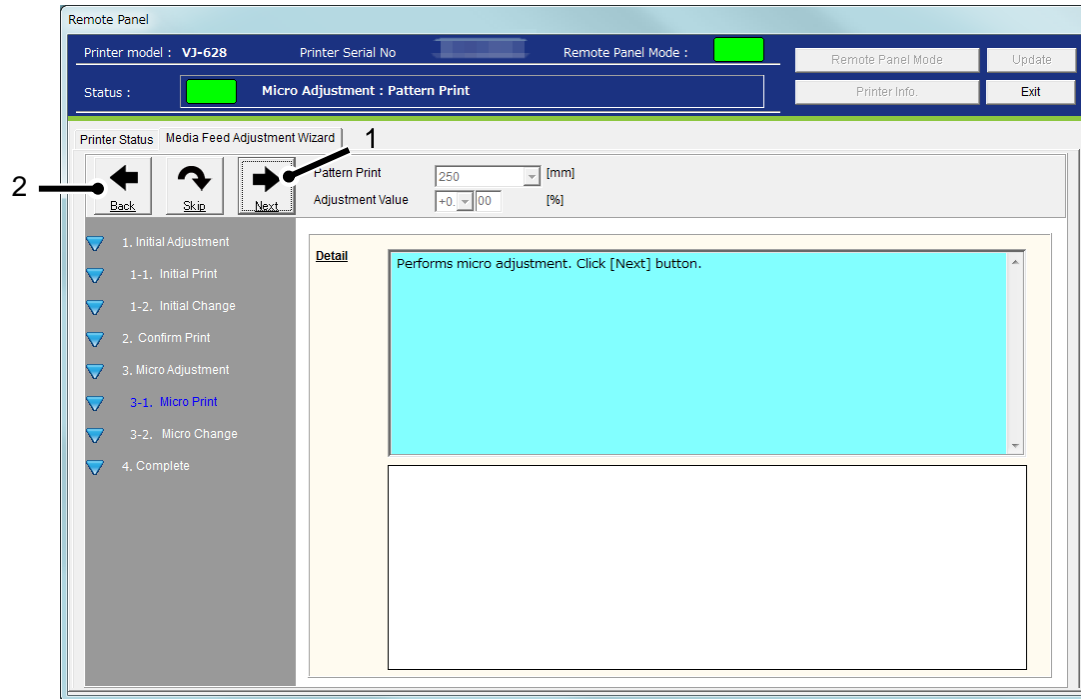 Remote Panel
Printer model : VJ-628 Printer Serial No Remote Panel Mode :
Remote Panel Mode Update
Status : Micro Adjustment : Pattern Print
Printer Info. Exit
Printer Status Media Feed Adjustment Wizard
1
2
Back Skip Next
Pattern Print 250 [mm]
Adjustment Value +0. 00 [%]
1. Initial Adjustment
1-1. Initial Print
1-2. Initial Change
2. Confirm Print
3. Micro Adjustment
3-1. Micro Print
3-2. Micro Change
4. Complete
Detail
Performs micro adjustment. Click [Next] button.